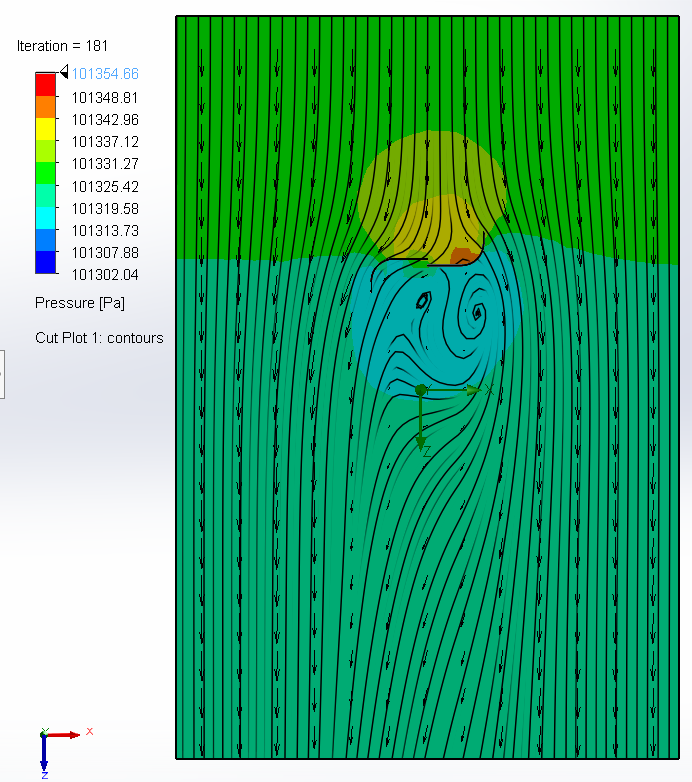 Iteration = 181
101354.66
101348.81
101342.96
101337.12
101331.27
101325.42
101319.58
101313.73
101307.88
101302.04
Pressure [Pa]
Cut Plot 1: contours
X
Z
Y
X
Z